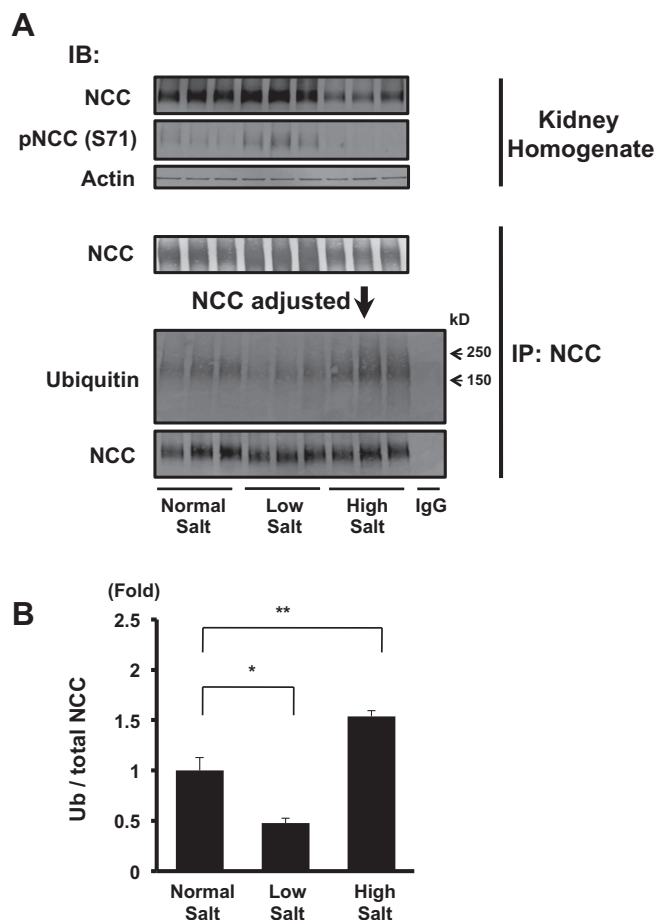 A
IB:
NCC
pNCC (S71)
Actin
Kidney
Homogenate
NCC
NCC adjusted
kD
250
150
Ubiquitin
NCC
IP: NCC
Normal
Salt
Low
Salt
High
Salt
IgG
B
(Fold)
Ub / total NCC
2.5
2
1.5
1
0.5
0
**
*
Normal
Salt
Low
Salt
High
Salt